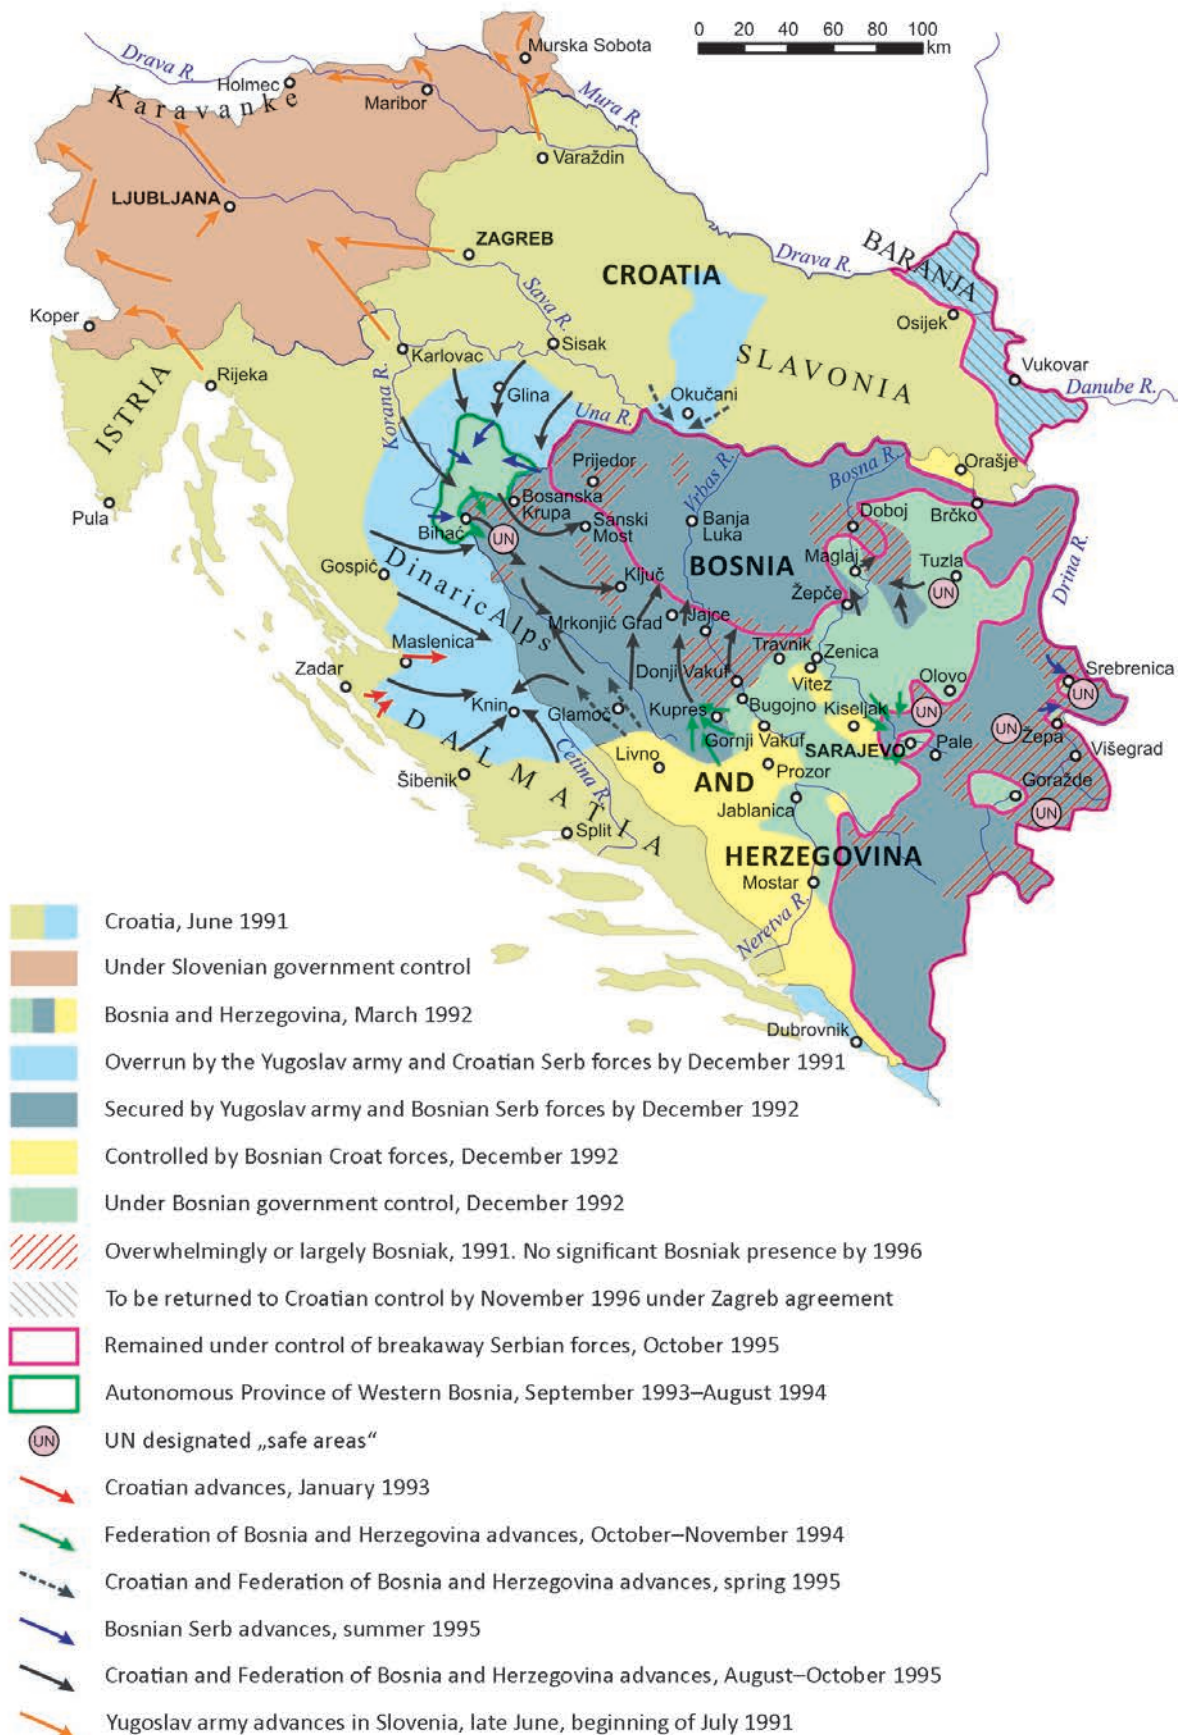 0 20 40 60 80 100
km
Murska Sobota
Drava R.
Holmec
Karavanke
Maribor
Mura R.
Varaždin
LJUBLJANA
ZAGREB
CROATIA
Drava R.
BARANJA
Koper
Sava R.
Osijek
Karlovac
Sisak
SLAVONIA
Vukovar
Danube R.
ISTRIA
Rijeka
Korana R.
Glina
Una R.
Okučani
Pula
Prijedor
Vrbas R.
Bosna R.
Orašje
Bosanska
Krupa
Bihać
UN
Sanski
Most
Banja
Luka
Doboj
Brčko
Gospić
Dinaric Alps
Ključ
BOSNIA
Maglaj
Tuzla
UN
Drina R.
Mrkonjić Grad
Jajce
Žepče
Maslenica
Zadar
Travnik
Zenica
Donji Vakuf
Vitez
Olovo
Srebrenica
UN
Knin
Glamoč
Kupres
Bugojno
Kiseljak
UN
UN
Žepa
Gornji Vakuf
SARAJEVO
Pale
Višegrad
DALMATIA
Šibenik
Cetina R.
Livno
AND
Prozor
Goražde
Jablanica
UN
Split
HERZEGOVINA
Mostar
Neretva R.
Dubrovnik
Croatia, June 1991
Under Slovenian government control
Bosnia and Herzegovina, March 1992
Overrun by the Yugoslav army and Croatian Serb forces by December 1991
Secured by Yugoslav army and Bosnian Serb forces by December 1992
Controlled by Bosnian Croat forces, December 1992
Under Bosnian government control, December 1992
Overwhelmingly or largely Bosniak, 1991. No significant Bosniak presence by 1996
To be returned to Croatian control by November 1996 under Zagreb agreement
Remained under control of breakaway Serbian forces, October 1995
Autonomous Province of Western Bosnia, September 1993–August 1994
UN
UN designated „safe areas“
Croatian advances, January 1993
Federation of Bosnia and Herzegovina advances, October–November 1994
Croatian and Federation of Bosnia and Herzegovina advances, spring 1995
Bosnian Serb advances, summer 1995
Croatian and Federation of Bosnia and Herzegovina advances, August–October 1995
Yugoslav army advances in Slovenia, late June, beginning of July 1991